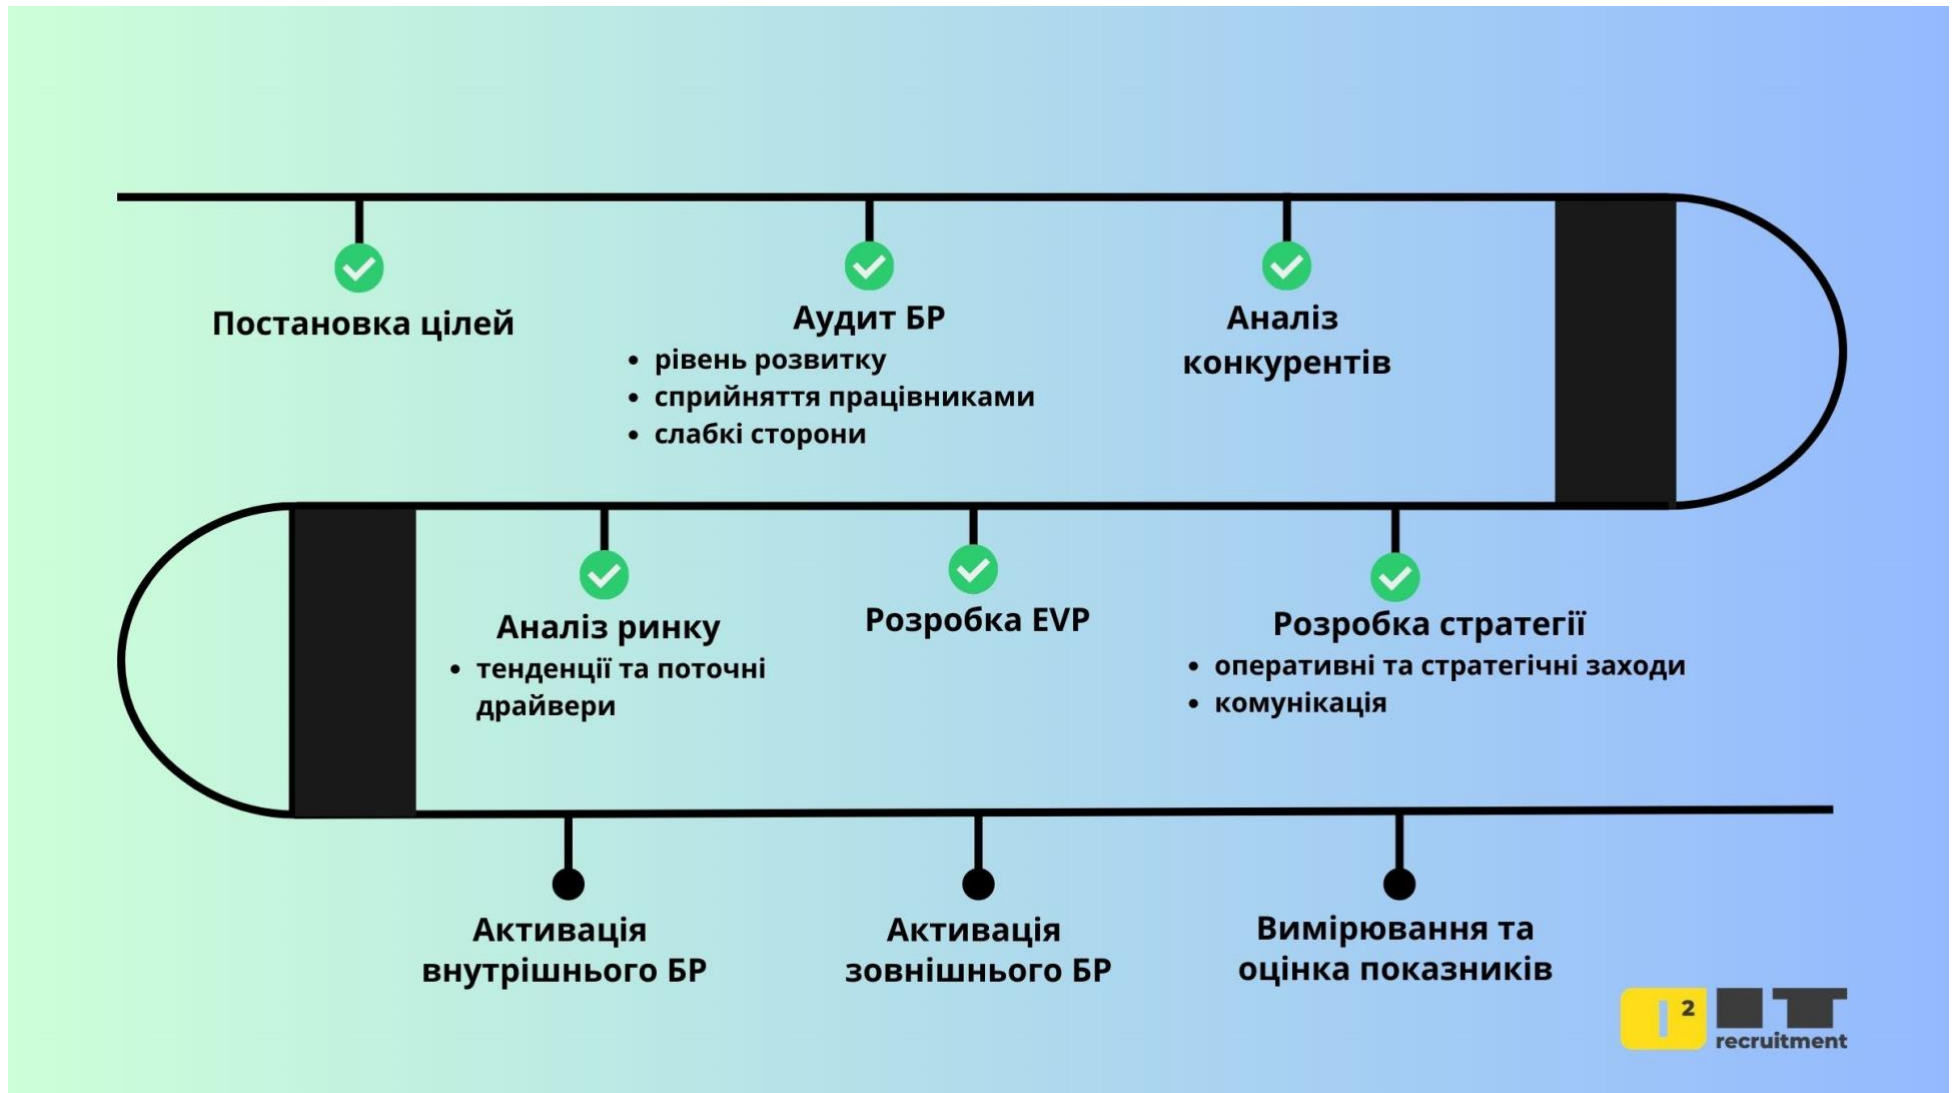 Постановка цілей
Аудит БР
• рівень розвитку
• сприйняття працівниками
• слабкі сторони
Аналіз
конкурентів
Аналіз ринку
• тенденції та поточні
драйвери
Розробка EVP
Розробка стратегії
• оперативні та стратегічні заходи
• комунікація
Активація
внутрішнього БР
Активація
зовнішнього БР
Вимірювання та
оцінка показників
I² IT
recruitment